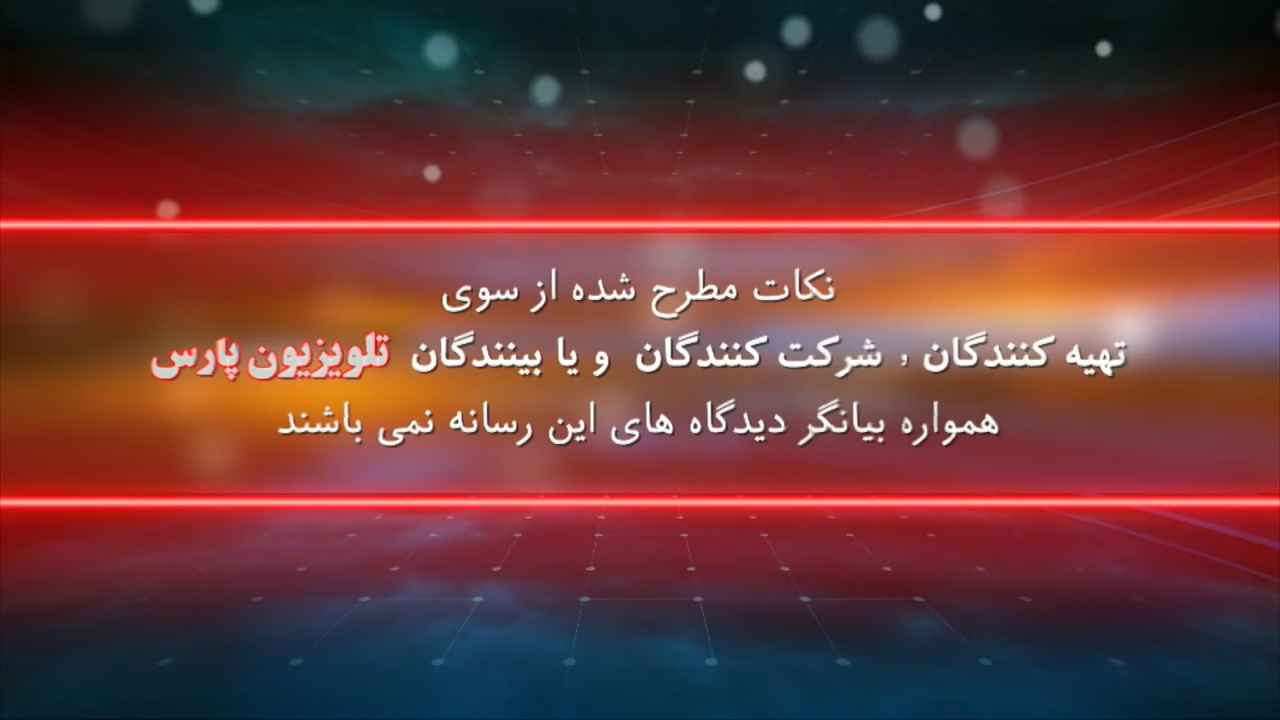 نکات مطرح شده از سوی
تهیه کنندگان , شرکت کنندگان و یا بینندگان تلویزیون پارس
همواره بیانگر دیدگاه های این رسانه نمی باشند